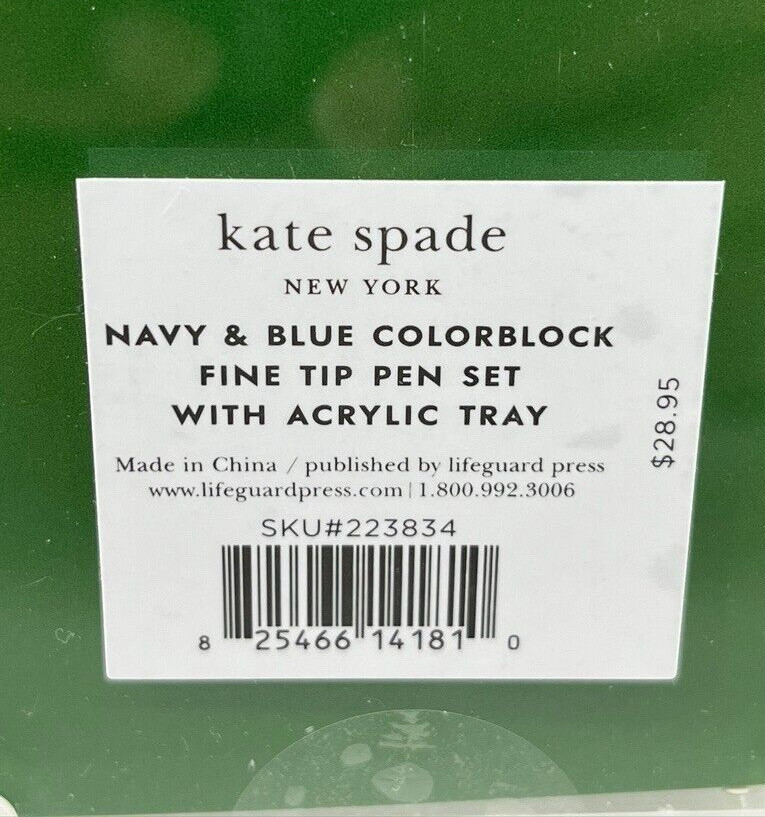 kate spade
NEW YORK
NAVY & BLUE COLORBLOCK
FINE TIP PEN SET
WITH ACRYLIC TRAY
$28.95
Made in China / published by lifeguard press
www.lifeguardpress.com | 1.800.992.3006
SKU#223834
8 25466 14181 0